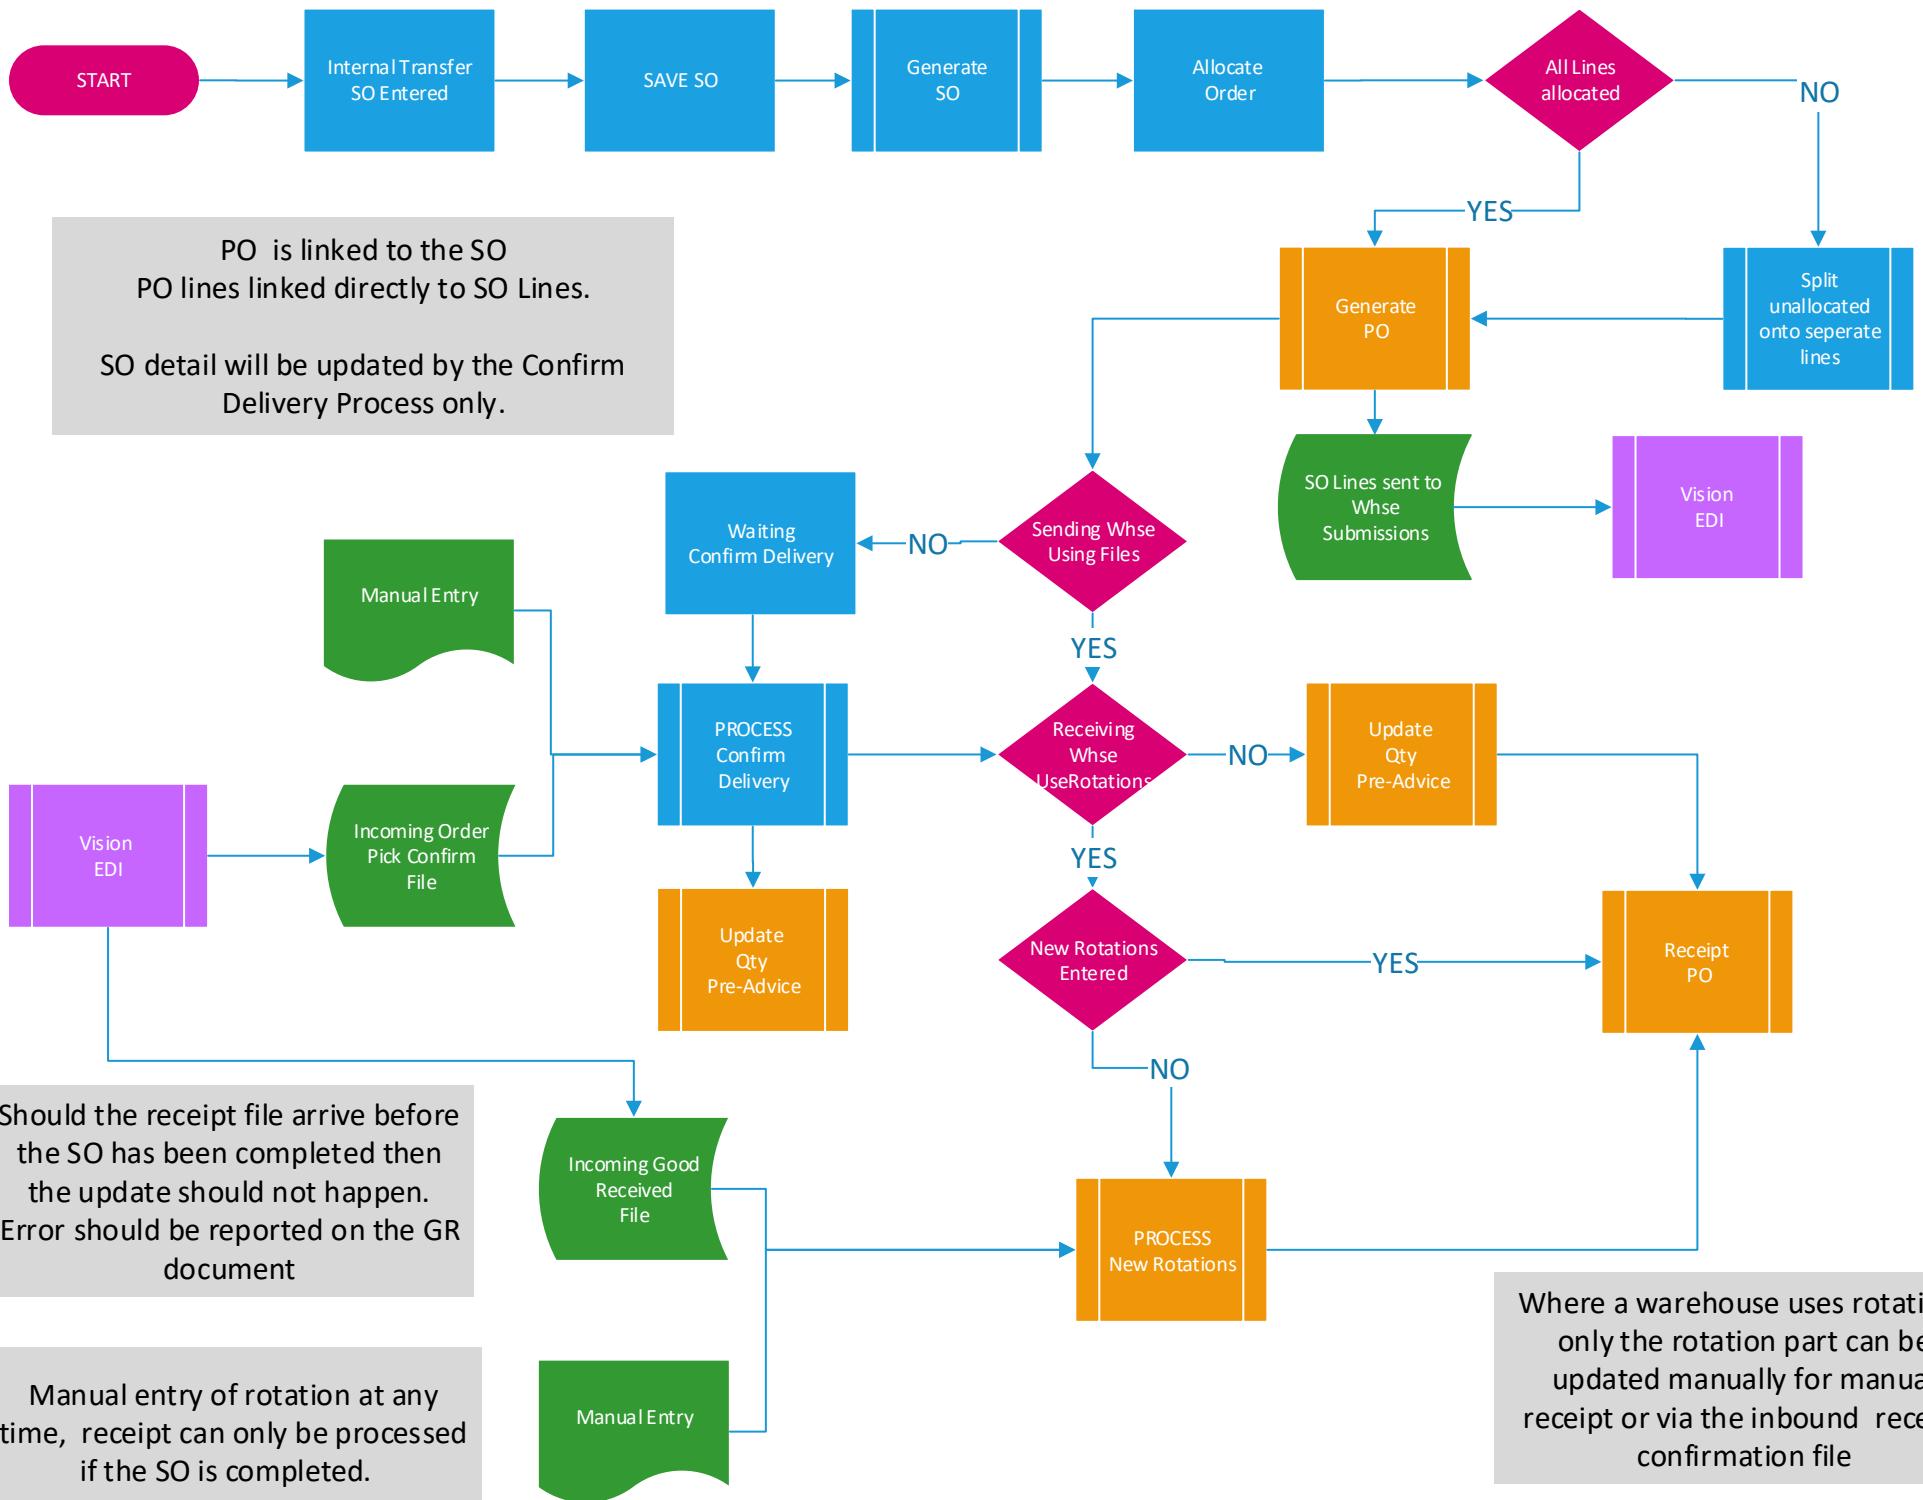 START
Internal Transfer
SO Entered
SAVE SO
Generate
SO
Allocate
Order
All Lines
allocated
NO
YES
PO is linked to the SO
PO lines linked directly to SO Lines.
SO detail will be updated by the Confirm
Delivery Process only.
Generate
PO
Split
unallocated
onto seperate
lines
SO Lines sent to
Whse
Submissions
Vision
EDI
Waiting
Confirm Delivery
NO
Sending Whse
Using Files
Manual Entry
YES
PROCESS
Confirm
Delivery
Receiving
Whse
UseRotations
NO
Update
Qty
Pre-Advice
Vision
EDI
Incoming Order
Pick Confirm
File
YES
Update
Qty
Pre-Advice
New Rotations
Entered
YES
Receipt
PO
NO
Should the receipt file arrive before
the SO has been completed then
the update should not happen.
Error should be reported on the GR
document
Incoming Good
Received
File
PROCESS
New Rotations
Manual entry of rotation at any
time, receipt can only be processed
if the SO is completed.
Manual Entry
Where a warehouse uses
only the rotation part can be
updated manually for
receipt or via the inbound
confirmation file